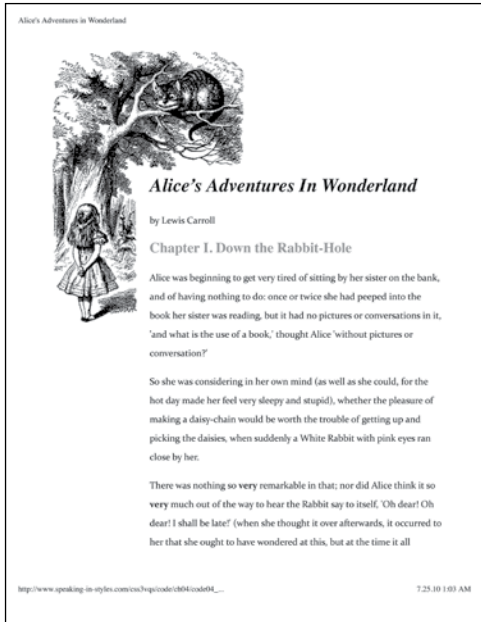 Alice's Adventures in Wonderland
Alice's Adventures In Wonderland
by Lewis Carroll
Chapter I. Down the Rabbit-Hole
Alice was beginning to get very tired of sitting by her sister on the bank,
and of having nothing to do: once or twice she had peeped into the
book her sister was reading, but it had no pictures or conversations in it,
'and what is the use of a book,' thought Alice 'without pictures or
conversation?'
So she was considering in her own mind (as well as she could, for the
hot day made her feel very sleepy and stupid), whether the pleasure of
making a daisy-chain would be worth the trouble of getting up and
picking the daisies, when suddenly a White Rabbit with pink eyes ran
close by her.
There was nothing so very remarkable in that; nor did Alice think it so
very much out of the way to hear the Rabbit say to itself, 'Oh dear! Oh
dear! I shall be late!' (when she thought it over afterwards, it occurred to
her that she ought to have wondered at this, but at the time it all
http://www.speaking-in-styles.com/css3vqs/code/ch04/code04_... 7.25.10 1:03 AM